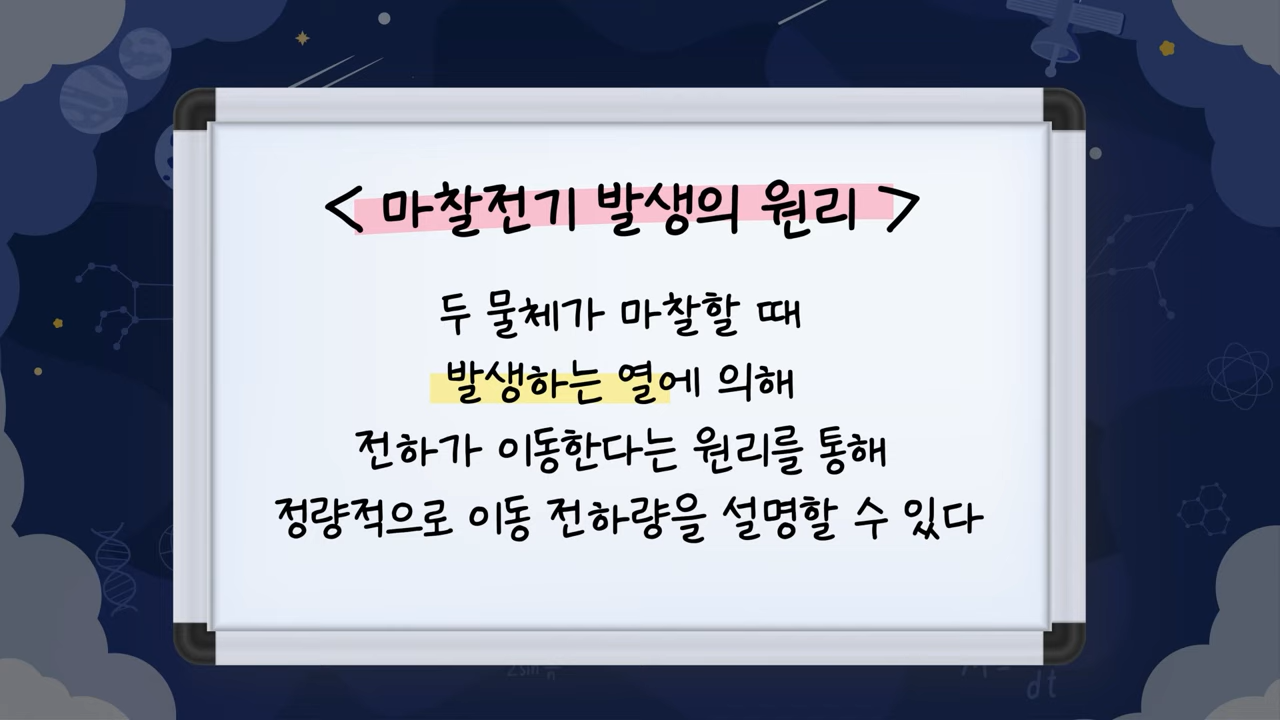 < 마찰전기 발생의 원리 >
두 물체가 마찰할 때
발생하는 열에 의해
전하가 이동한다는 원리를 통해
정량적으로 이동 전하량을 설명할 수 있다
dt